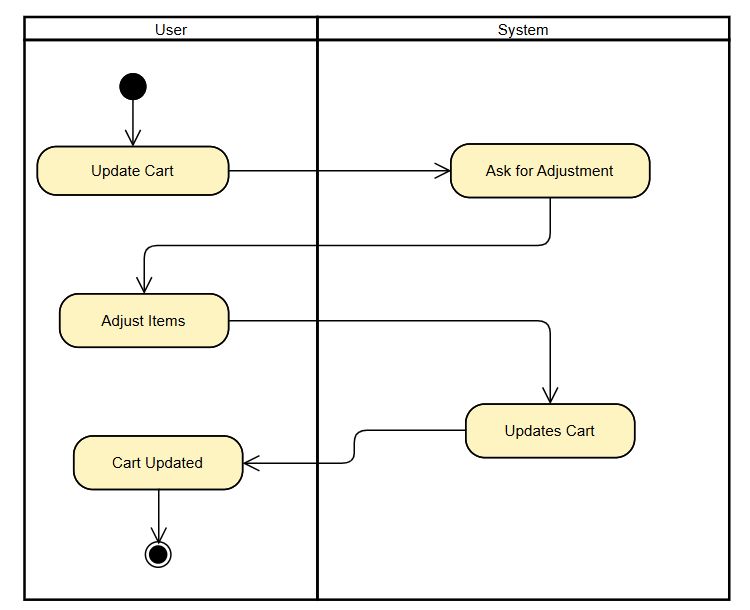 User
System
Update Cart
Ask for Adjustment
Adjust Items
Updates Cart
Cart Updated